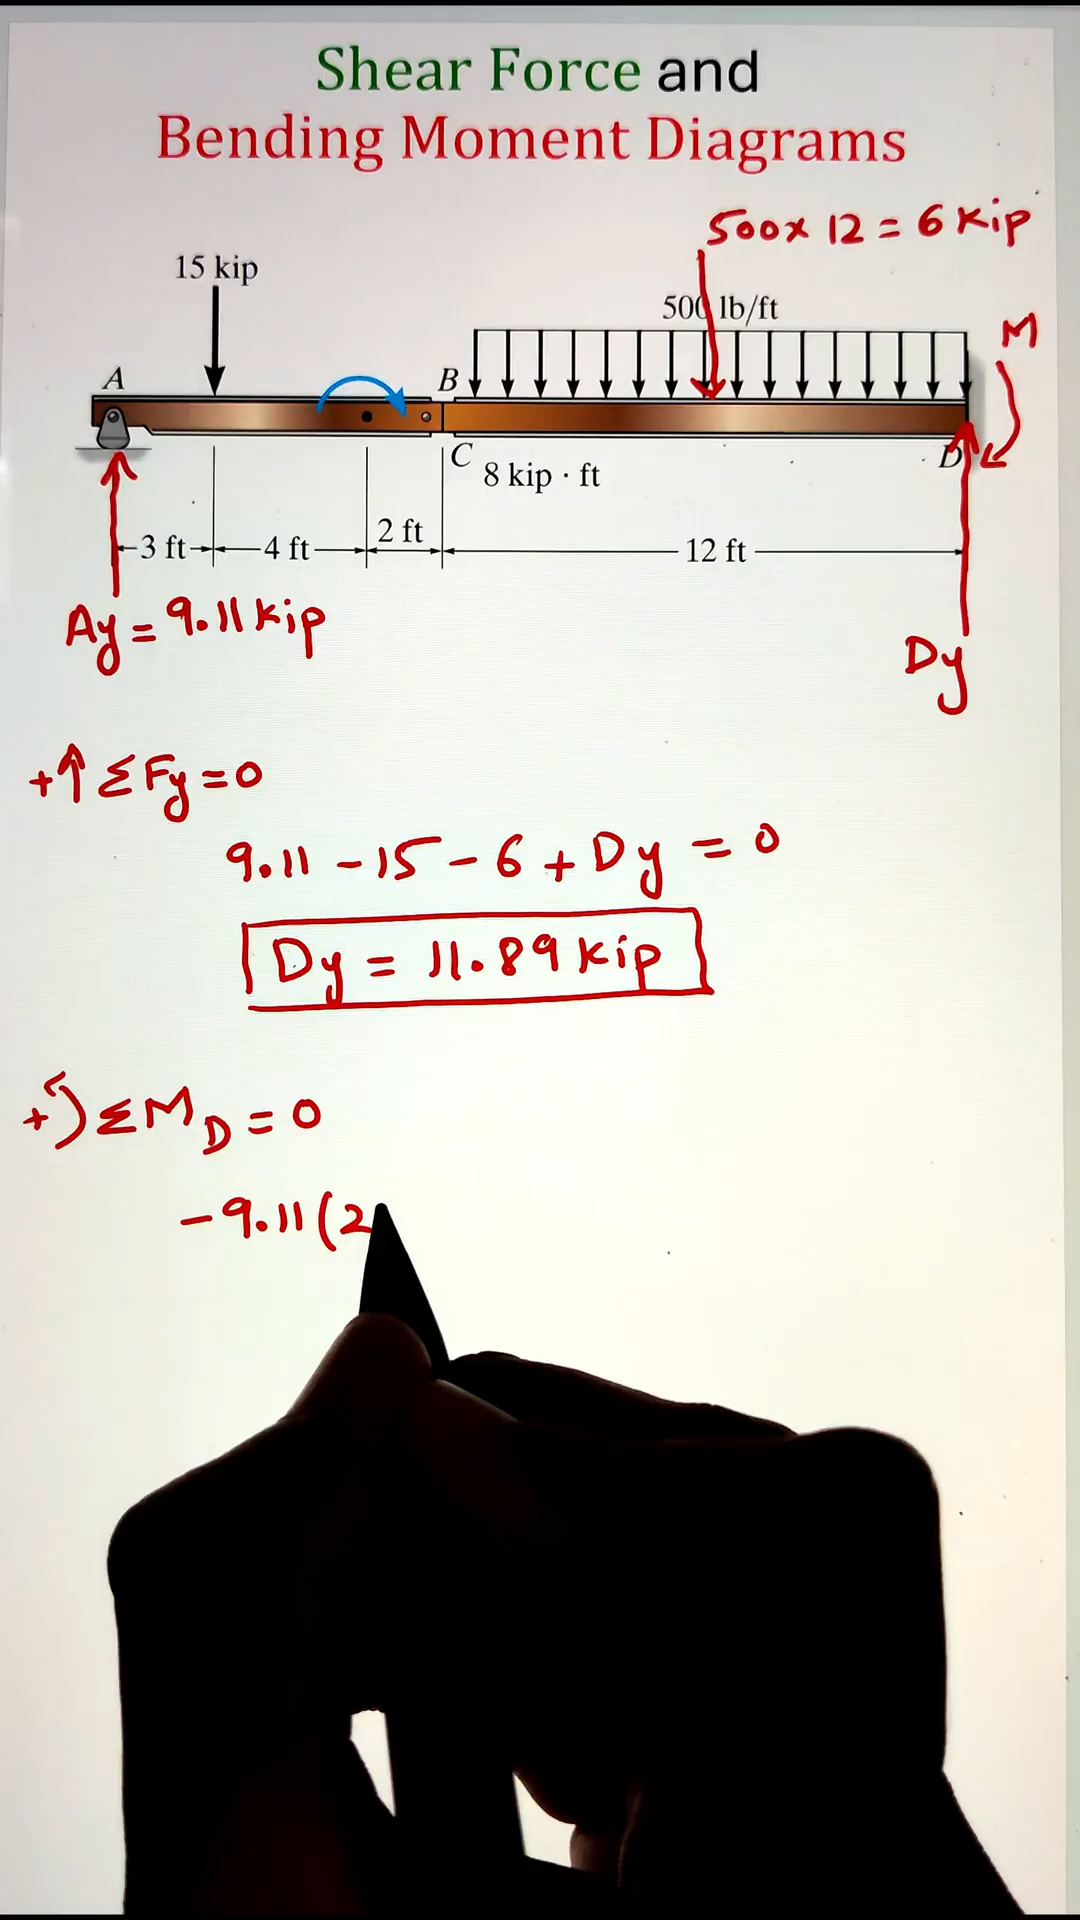 Shear Force and
Bending Moment Diagrams
500 x 12 = 6 kip
15 kip
500 lb/ft
M
A
B
C
8 kip · ft
D
3 ft
4 ft
2 ft
12 ft
Ay = 9.11 kip
Dy
+↑ ΣFy = 0
9.11 - 15 - 6 + Dy = 0
Dy = 11.89 kip
+↺ ΣM_D = 0
- 9.11 (2